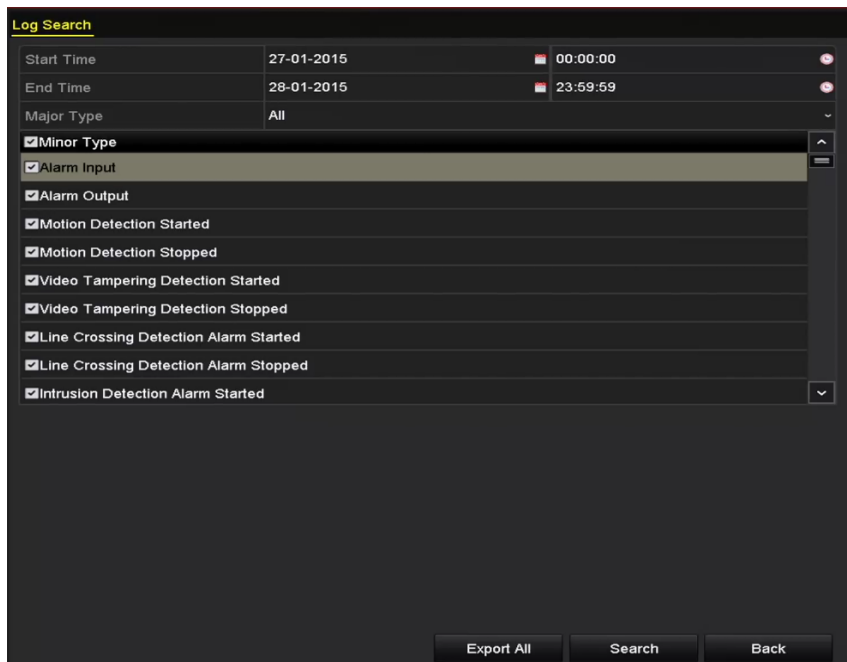 Log Search
Start Time 27-01-2015 00:00:00
End Time 28-01-2015 23:59:59
Major Type All
Minor Type
Alarm Input
Alarm Output
Motion Detection Started
Motion Detection Stopped
Video Tampering Detection Started
Video Tampering Detection Stopped
Line Crossing Detection Alarm Started
Line Crossing Detection Alarm Stopped
Intrusion Detection Alarm Started
Export All Search Back